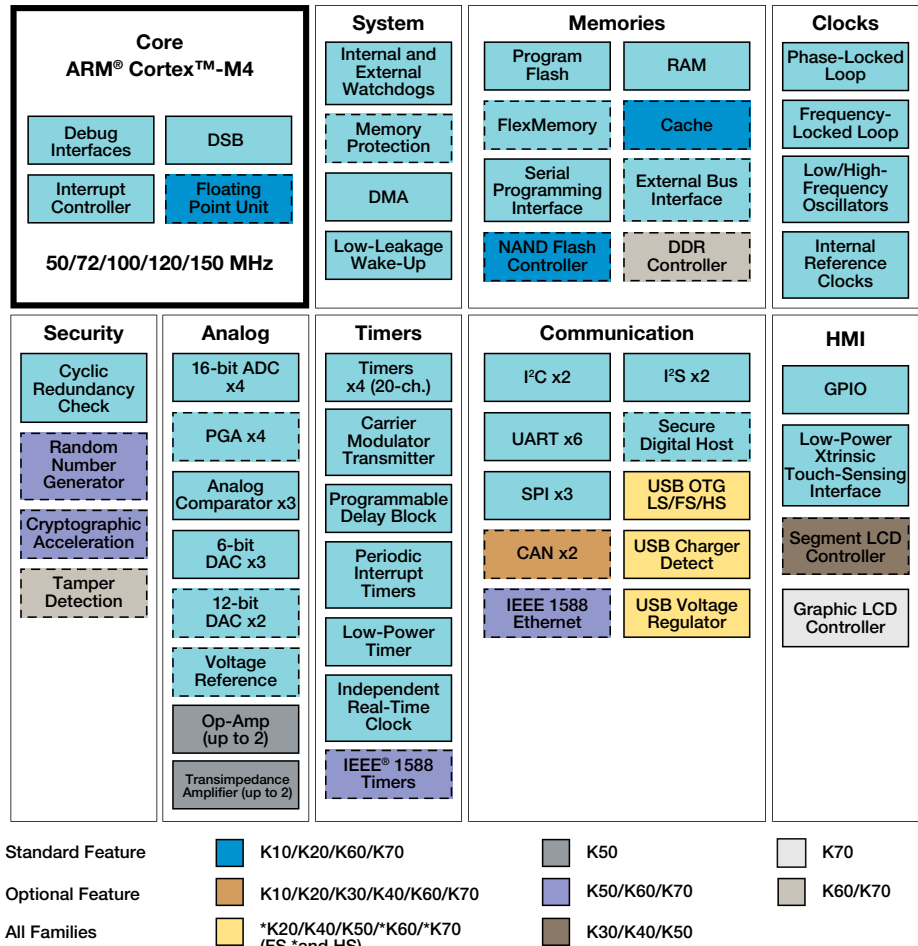 Core
ARM® Cortex™-M4
Debug
Interfaces
DSB
Interrupt
Controller
Floating
Point Unit
50/72/100/120/150 MHz
System
Internal and
External
Watchdogs
Memory
Protection
DMA
Low-Leakage
Wake-Up
Memories
Program
Flash
RAM
FlexMemory
Cache
Serial
Programming
Interface
External Bus
Interface
NAND Flash
Controller
DDR
Controller
Clocks
Phase-Locked
Loop
Frequency-
Locked Loop
Low/High-
Frequency
Oscillators
Internal
Reference
Clocks
Security
Cyclic
Redundancy
Check
Random
Number
Generator
Cryptographic
Acceleration
Tamper
Detection
Analog
16-bit ADC
x4
PGA x4
Analog
Comparator x3
6-bit
DAC x3
12-bit
DAC x2
Voltage
Reference
Op-Amp
(up to 2)
Transimpedance
Amplifier (up to 2)
Timers
Timers
x4 (20-ch.)
Carrier
Modulator
Transmitter
Programmable
Delay Block
Periodic
Interrupt
Timers
Low-Power
Timer
Independent
Real-Time
Clock
IEEE® 1588
Timers
Communication
I²C x2
I²S x2
UART x6
Secure
Digital Host
SPI x3
USB OTG
LS/FS/HS
CAN x2
USB Charger
Detect
IEEE 1588
Ethernet
USB Voltage
Regulator
HMI
GPIO
Low-Power
Xtrinsic
Touch-Sensing
Interface
Segment LCD
Controller
Graphic LCD
Controller
Standard Feature
K10/K20/K60/K70
K50
K70
Optional Feature
K10/K20/K30/K40/K60/K70
K50/K60/K70
K60/K70
All Families
*K20/K40/K50/*K60/*K70
(FS *and HS)
K30/K40/K50